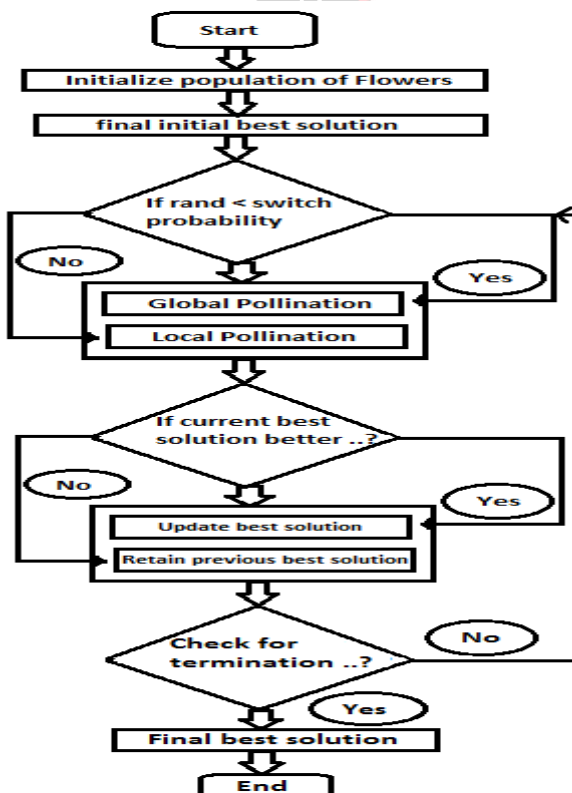 Start
Initialize population of Flowers
final initial best solution
If rand < switch
probability
No
Yes
Global Pollination
Local Pollination
If current best
solution better ..?
No
Yes
Update best solution
Retain previous best solution
Check for
termination ..?
No
Yes
Final best solution
End